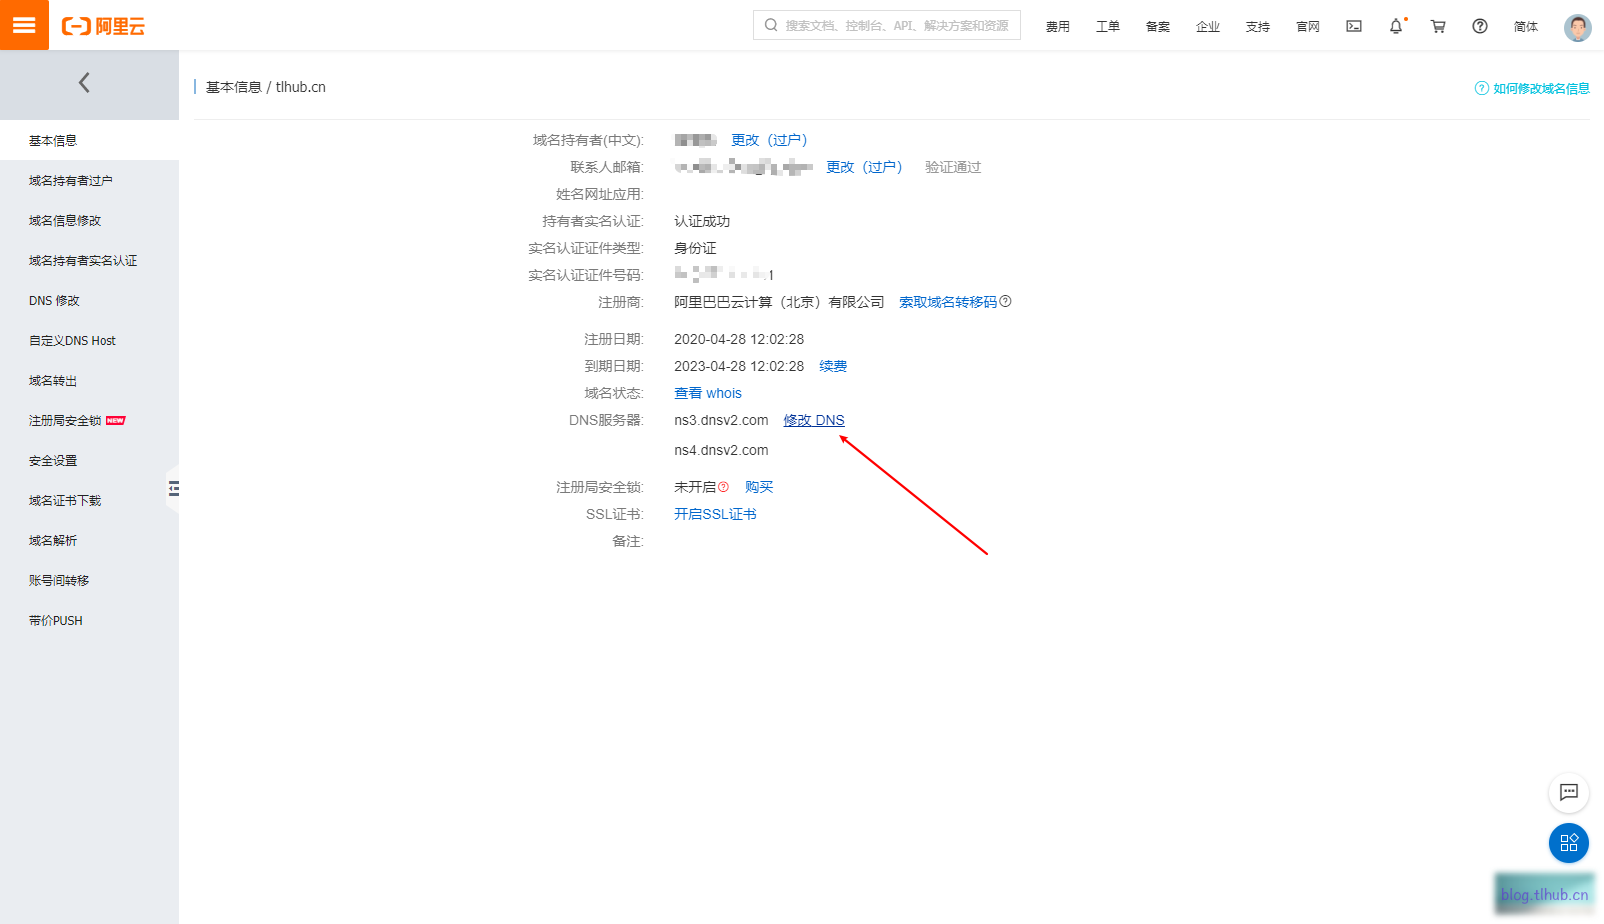 阿里云
搜索文档、控制台、API、解决方案和资源
费用 工单 备案 企业 支持 官网 简体
基本信息 / tlhub.cn
如何修改域名信息
基本信息
域名持有者过户
域名信息修改
域名持有者实名认证
DNS 修改
自定义DNS Host
域名转出
注册局安全锁 NEW
安全设置
域名证书下载
域名解析
账号间转移
带价PUSH
域名持有者(中文): 更改（过户）
联系人邮箱: 更改（过户） 验证通过
姓名网址应用:
持有者实名认证: 认证成功
实名认证证件类型: 身份证
实名认证证件号码: 1
注册商: 阿里巴巴云计算（北京）有限公司 索取域名转移码
注册日期: 2020-04-28 12:02:28
到期日期: 2023-04-28 12:02:28 续费
域名状态: 查看 whois
DNS服务器: ns3.dnsv2.com 修改 DNS
ns4.dnsv2.com
注册局安全锁: 未开启 购买
SSL证书: 开启SSL证书
备注:
blog.tlhub.cn